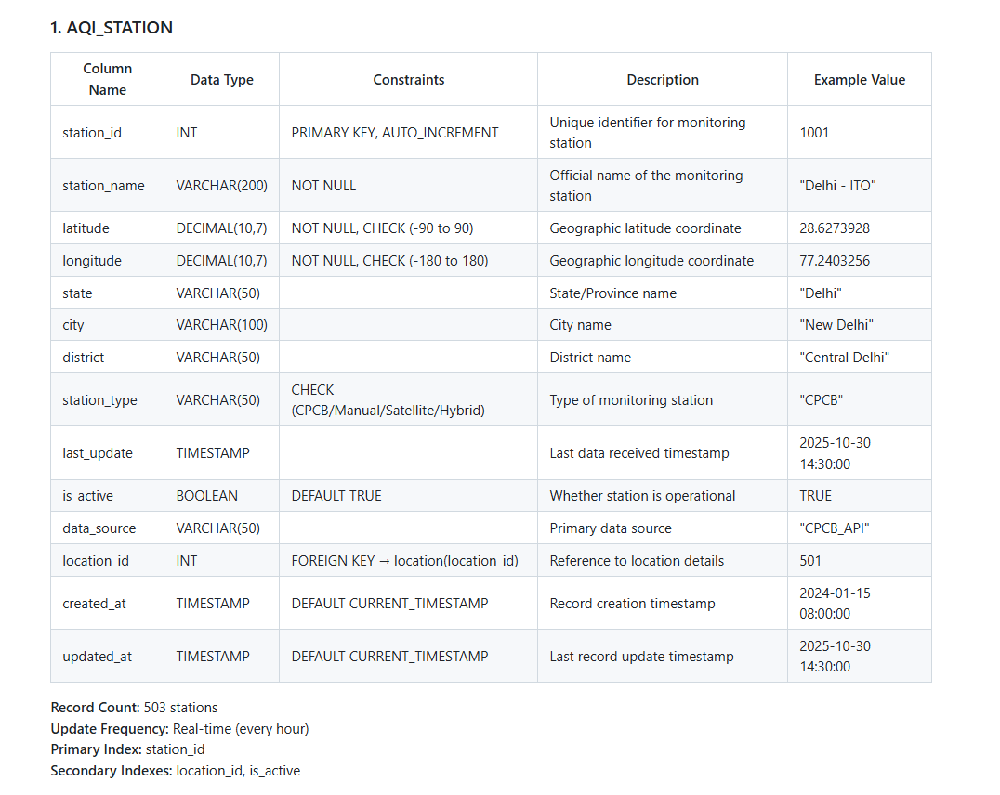 1. AQI_STATION
Column
Name
Data Type
Constraints
Description
Example Value
station_id
INT
PRIMARY KEY, AUTO_INCREMENT
Unique identifier for monitoring
station
1001
station_name
VARCHAR(200)
NOT NULL
Official name of the monitoring
station
"Delhi - ITO"
latitude
DECIMAL(10,7)
NOT NULL, CHECK (-90 to 90)
Geographic latitude coordinate
28.6273928
longitude
DECIMAL(10,7)
NOT NULL, CHECK (-180 to 180)
Geographic longitude coordinate
77.2403256
state
VARCHAR(50)
State/Province name
"Delhi"
city
VARCHAR(100)
City name
"New Delhi"
district
VARCHAR(50)
District name
"Central Delhi"
station_type
VARCHAR(50)
CHECK
(CPCB/Manual/Satellite/Hybrid)
Type of monitoring station
"CPCB"
last_update
TIMESTAMP
Last data received timestamp
2025-10-30
14:30:00
is_active
BOOLEAN
DEFAULT TRUE
Whether station is operational
TRUE
data_source
VARCHAR(50)
Primary data source
"CPCB_API"
location_id
INT
FOREIGN KEY → location(location_id)
Reference to location details
501
created_at
TIMESTAMP
DEFAULT CURRENT_TIMESTAMP
Record creation timestamp
2024-01-15
08:00:00
updated_at
TIMESTAMP
DEFAULT CURRENT_TIMESTAMP
Last record update timestamp
2025-10-30
14:30:00
Record Count: 503 stations
Update Frequency: Real-time (every hour)
Primary Index: station_id
Secondary Indexes: location_id, is_active